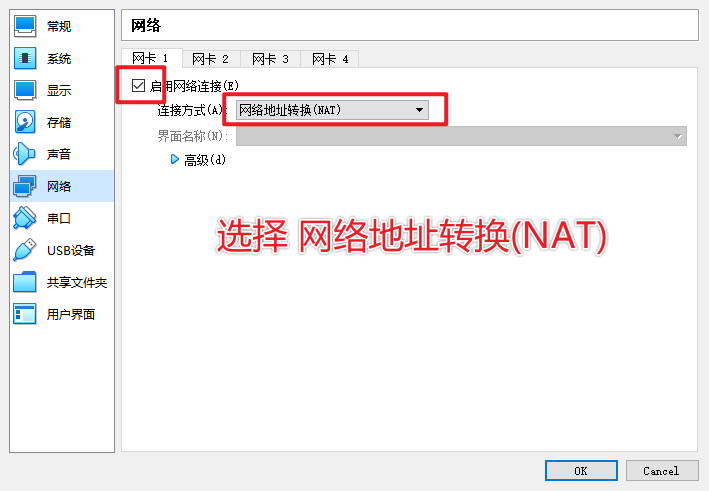 常规
系统
显示
存储
声音
网络
串口
USB设备
共享文件夹
用户界面
网络
网卡 1 网卡 2 网卡 3 网卡 4
启用网络连接(E)
连接方式(A): 网络地址转换(NAT)
界面名称(N):
高级(d)
选择 网络地址转换(NAT)
OK Cancel